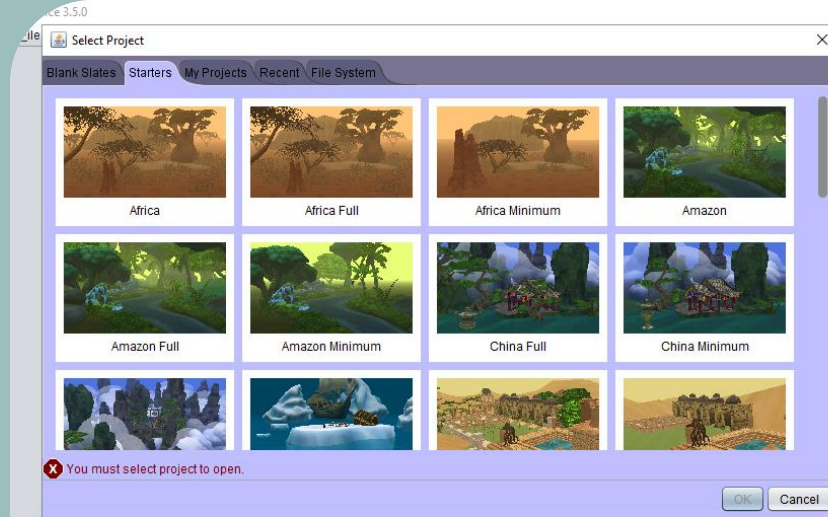 ce 3.5.0
File
Select Project
Blank Slates Starters My Projects Recent File System
Africa Africa Full Africa Minimum Amazon
Amazon Full Amazon Minimum China Full China Minimum
You must select project to open.
OK Cancel